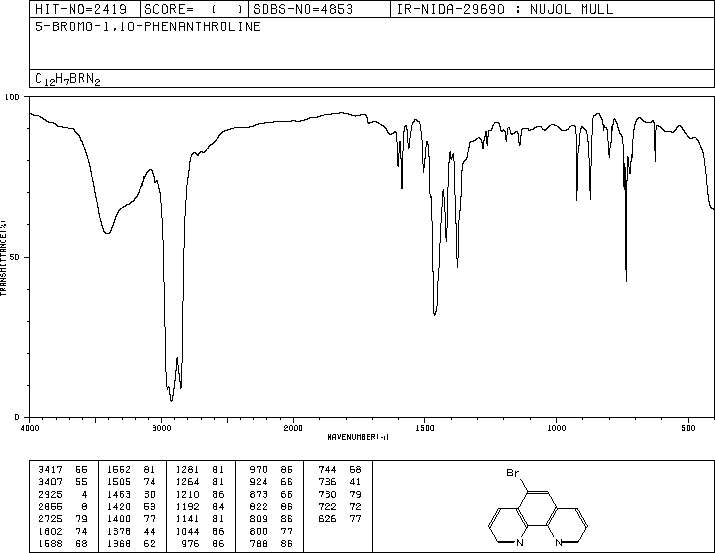 HIT-NO=2419 SCORE= ( ) SDBS-NO=4853 IR-NIDA-29690 : NUJOL MULL
5-BROMO-1,10-PHENANTHROLINE
C12H7BRN2
100
50
0
TRANSMITTANCE(%)
4000 3000 2000 1500 1000 500
WAVENUMBER(-1)
3417 55 1562 81 1281 81 970 86 744 68
3407 55 1505 74 1264 81 924 66 736 41
2925 4 1463 30 1210 86 873 66 730 79
2855 8 1420 53 1192 84 822 86 722 72
2725 79 1400 77 1141 81 809 86 626 77
1602 74 1378 44 1044 86 800 77
1588 68 1368 62 976 86 788 86
Br
N N